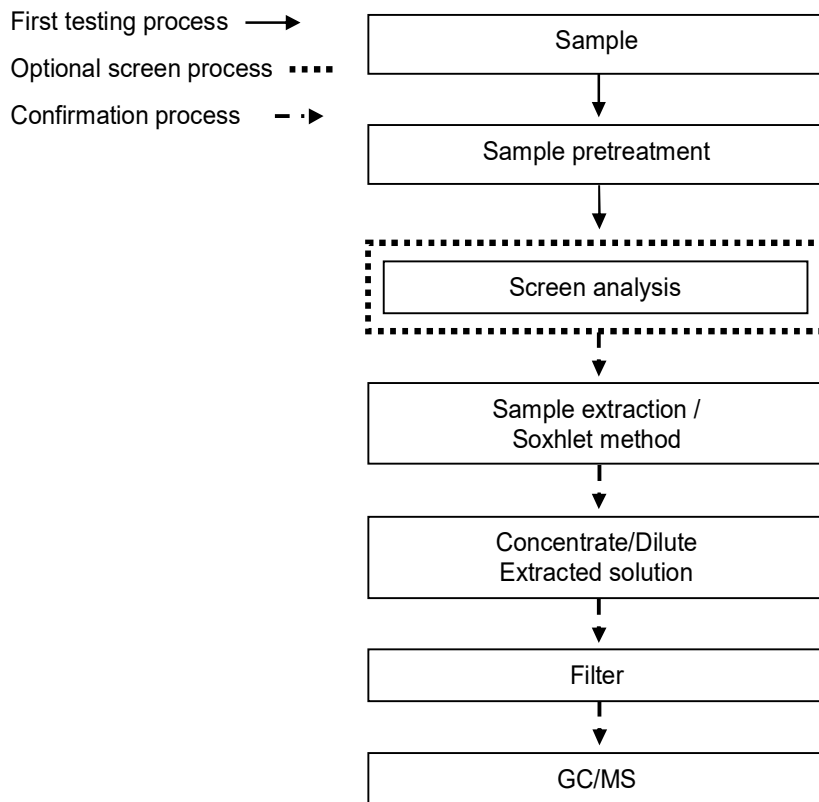 First testing process
Optional screen process
Confirmation process
Sample
Sample pretreatment
Screen analysis
Sample extraction /
Soxhlet method
Concentrate/Dilute
Extracted solution
Filter
GC/MS